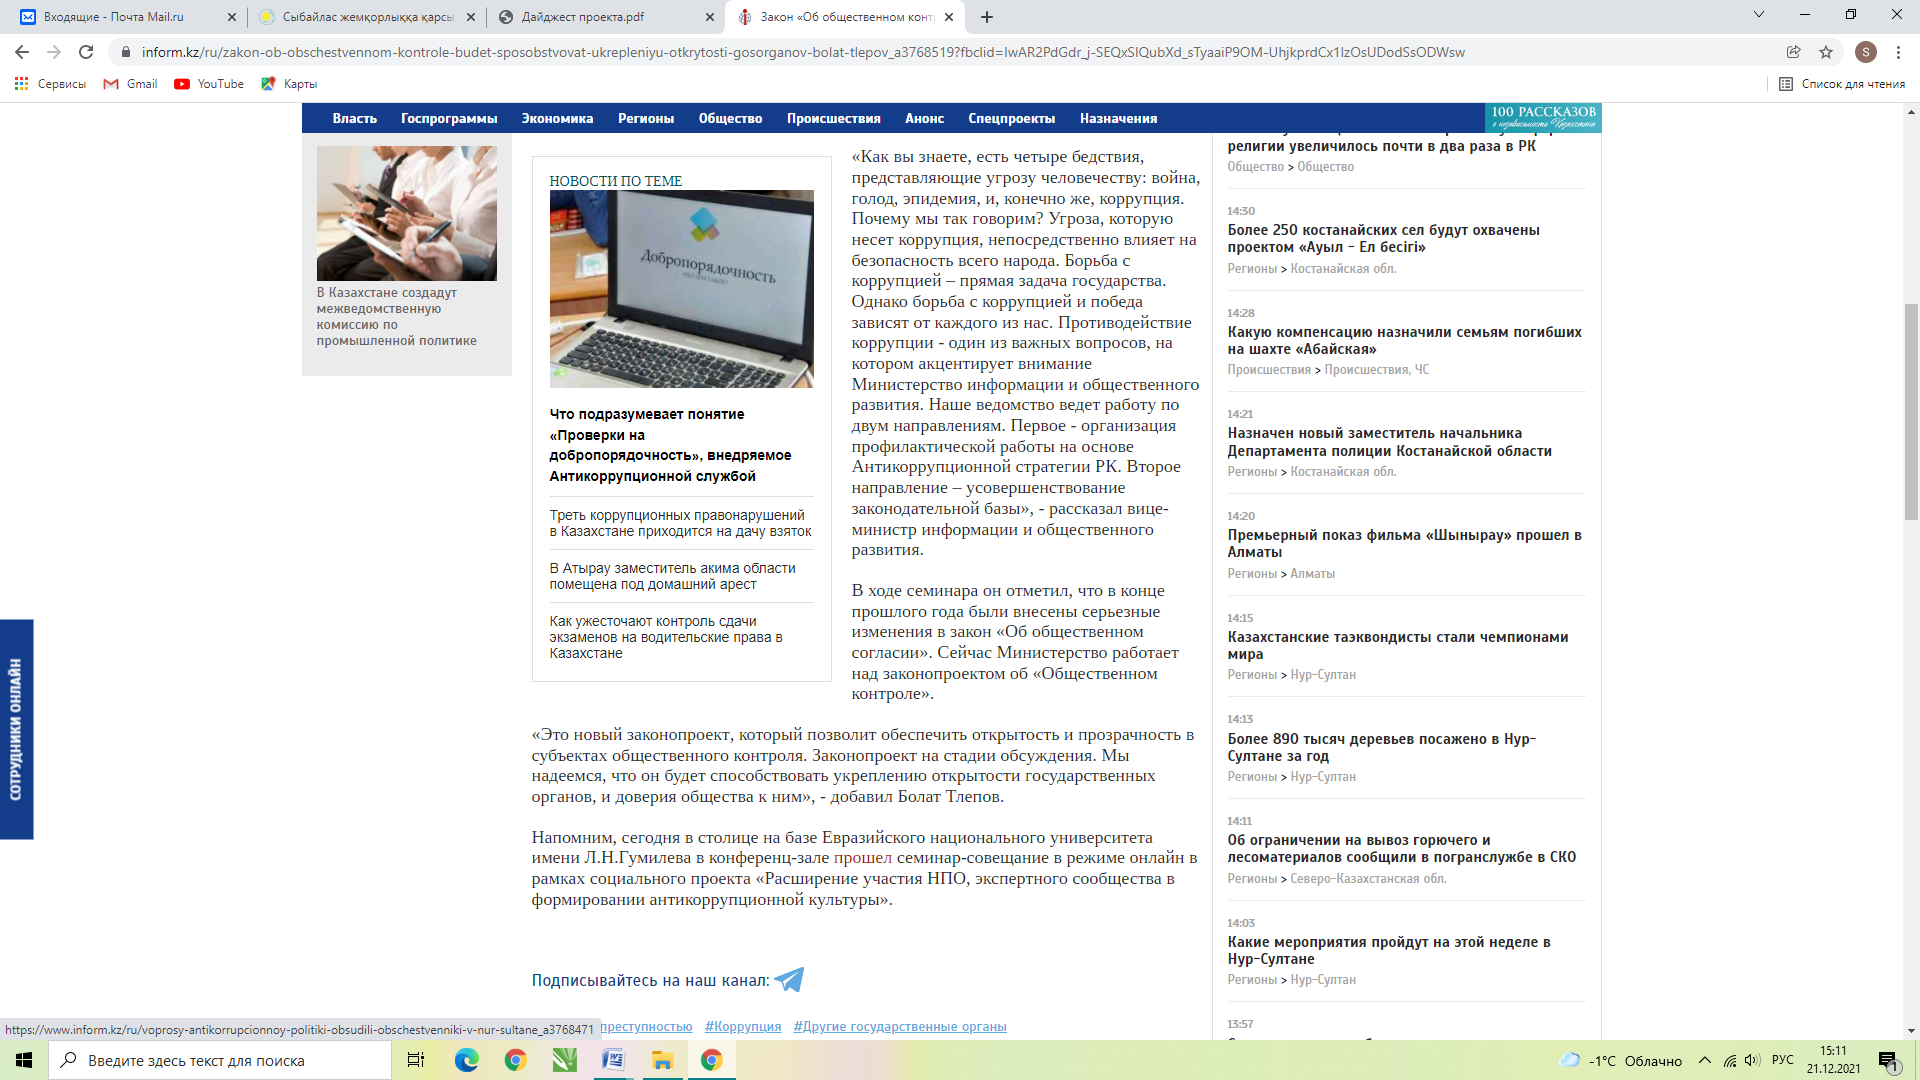 Входящие - Почта Mail.ru
Сыбайлас жемқорлыққа қарсы
Дайджест проекта.pdf
Закон «Об общественном конт
inform.kz/ru/zakon-ob-obschestvennom-kontrole-budet-sposobstvovat-ukrepleniyu-otkrytosti-gosorganov-bolat-tlepov_a3768519?fbclid=IwAR2PdGdr_j-SEQxSIQubXd_sTyaaiP9OM-UhjkprdCx1IzOsUDodSsODWsw
S
Сервисы
Gmail
YouTube
Карты
Список для чтения
Власть
Госпрограммы
Экономика
Регионы
Общество
Происшествия
Анонс
Спецпроекты
Назначения
100 РАССКАЗОВ
о независимости Казахстана
В Казахстане создадут
межведомственную
комиссию по
промышленной политике
НОВОСТИ ПО ТЕМЕ
Добропорядочность
Что подразумевает понятие
«Проверки на
добропорядочность», внедряемое
Антикоррупционной службой
Треть коррупционных правонарушений
в Казахстане приходится на дачу взяток
В Атырау заместитель акима области
помещена под домашний арест
Как ужесточают контроль сдачи
экзаменов на водительские права в
Казахстане
«Как вы знаете, есть четыре бедствия,
представляющие угрозу человечеству: война,
голод, эпидемия, и, конечно же, коррупция.
Почему мы так говорим? Угроза, которую
несет коррупция, непосредственно влияет на
безопасность всего народа. Борьба с
коррупцией – прямая задача государства.
Однако борьба с коррупцией и победа
зависят от каждого из нас. Противодействие
коррупции - один из важных вопросов, на
котором акцентирует внимание
Министерство информации и общественного
развития. Наше ведомство ведет работу по
двум направлениям. Первое - организация
профилактической работы на основе
Антикоррупционной стратегии РК. Второе
направление – усовершенствование
законодательной базы», - рассказал вице-
министр информации и общественного
развития.
В ходе семинара он отметил, что в конце
прошлого года были внесены серьезные
изменения в закон «Об общественном
согласии». Сейчас Министерство работает
над законопроектом об «Общественном
контроле».
«Это новый законопроект, который позволит обеспечить открытость и прозрачность в
субъектах общественного контроля. Законопроект на стадии обсуждения. Мы
надеемся, что он будет способствовать укреплению открытости государственных
органов, и доверия общества к ним», - добавил Болат Тлепов.
Напомним, сегодня в столице на базе Евразийского национального университета
имени Л.Н.Гумилева в конференц-зале прошел семинар-совещание в режиме онлайн в
рамках социального проекта «Расширение участия НПО, экспертного сообщества в
формировании антикоррупционной культуры».
Подписывайтесь на наш канал:
преступностью #Коррупция #Другие государственные органы
религии увеличилось почти в два раза в РК
Общество > Общество
14:30
Более 250 костанайских сел будут охвачены
проектом «Ауыл - Ел бесігі»
Регионы > Костанайская обл.
14:28
Какую компенсацию назначили семьям погибших
на шахте «Абайская»
Происшествия > Происшествия, ЧС
14:21
Назначен новый заместитель начальника
Департамента полиции Костанайской области
Регионы > Костанайская обл.
14:20
Премьерный показ фильма «Шынырау» прошел в
Алматы
Регионы > Алматы
14:15
Казахстанские таэквондисты стали чемпионами
мира
Регионы > Нур-Султан
14:13
Более 890 тысяч деревьев посажено в Нур-
Султане за год
Регионы > Нур-Султан
14:11
Об ограничении на вывоз горючего и
лесоматериалов сообщили в погранслужбе в СКО
Регионы > Северо-Казахстанская обл.
14:03
Какие мероприятия пройдут на этой неделе в
Нур-Султане
Регионы > Нур-Султан
13:57
СОТРУДНИКИ ОНЛАЙН
https://www.inform.kz/ru/voprosy-antikorrupcionnoy-politiki-obsudili-obschestvenniki-v-nur-sultane_a3768471
Введите здесь текст для поиска
-1°C Облачно
РУС
15:11
21.12.2021
1